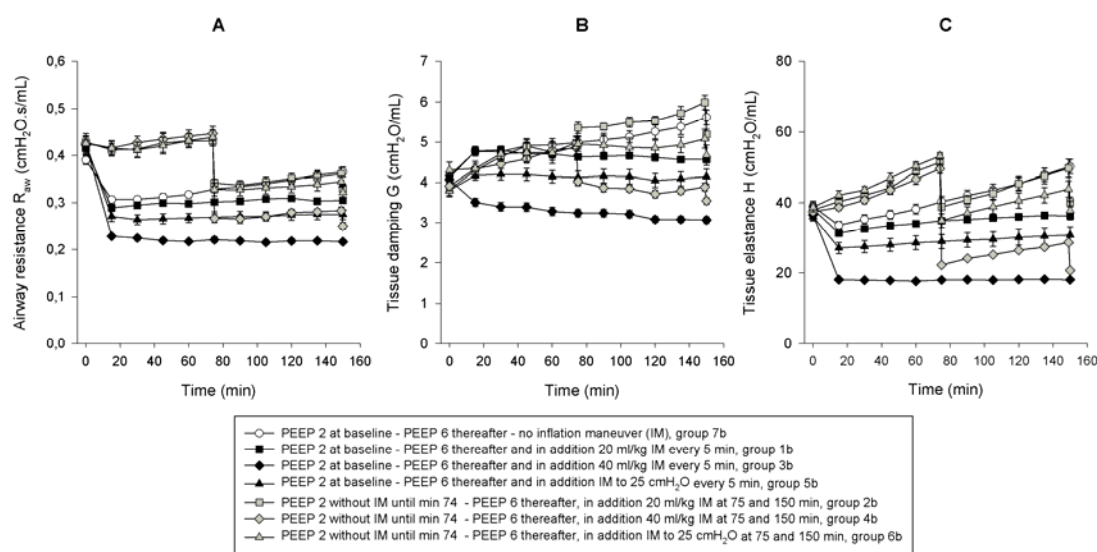 A
B
C
Airway resistance Raw (cmH2O.s/mL)
0,6
0,5
0,4
0,3
0,2
0,1
0,0
0 20 40 60 80 100 120 140 160
Time (min)
Tissue damping G (cmH2O/mL)
7
6
5
4
3
2
1
0
0 20 40 60 80 100 120 140 160
Time (min)
Tissue elastance H (cmH2O/mL)
80
60
40
20
0
0 20 40 60 80 100 120 140 160
Time (min)
PEEP 2 at baseline - PEEP 6 thereafter - no inflation maneuver (IM), group 7b
PEEP 2 at baseline - PEEP 6 thereafter and in addition 20 ml/kg IM every 5 min, group 1b
PEEP 2 at baseline - PEEP 6 thereafter and in addition 40 ml/kg IM every 5 min, group 3b
PEEP 2 at baseline - PEEP 6 thereafter and in addition IM to 25 cmH2O every 5 min, group 5b
PEEP 2 without IM until min 74 - PEEP 6 thereafter, in addition 20 ml/kg IM at 75 and 150 min, group 2b
PEEP 2 without IM until min 74 - PEEP 6 thereafter, in addition 40 ml/kg IM at 75 and 150 min, group 4b
PEEP 2 without IM until min 74 - PEEP 6 thereafter, in addition IM to 25 cmH2O at 75 and 150 min, group 6b